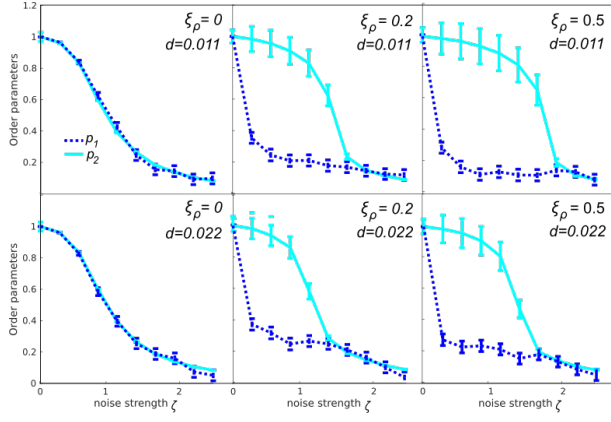 ξρ = 0
d=0.011
ξρ = 0.2
d=0.011
ξρ = 0.5
d=0.011
Order parameters
1
0.8
0.6
0.4
0.2
p1
p2
ξρ = 0
d=0.022
ξρ = 0.2
d=0.022
ξρ = 0.5
d=0.022
Order parameters
1
0.8
0.6
0.4
0.2
0
0 2
0 1 2
0 1 2
noise strength ζ
noise strength ζ
noise strength ζ